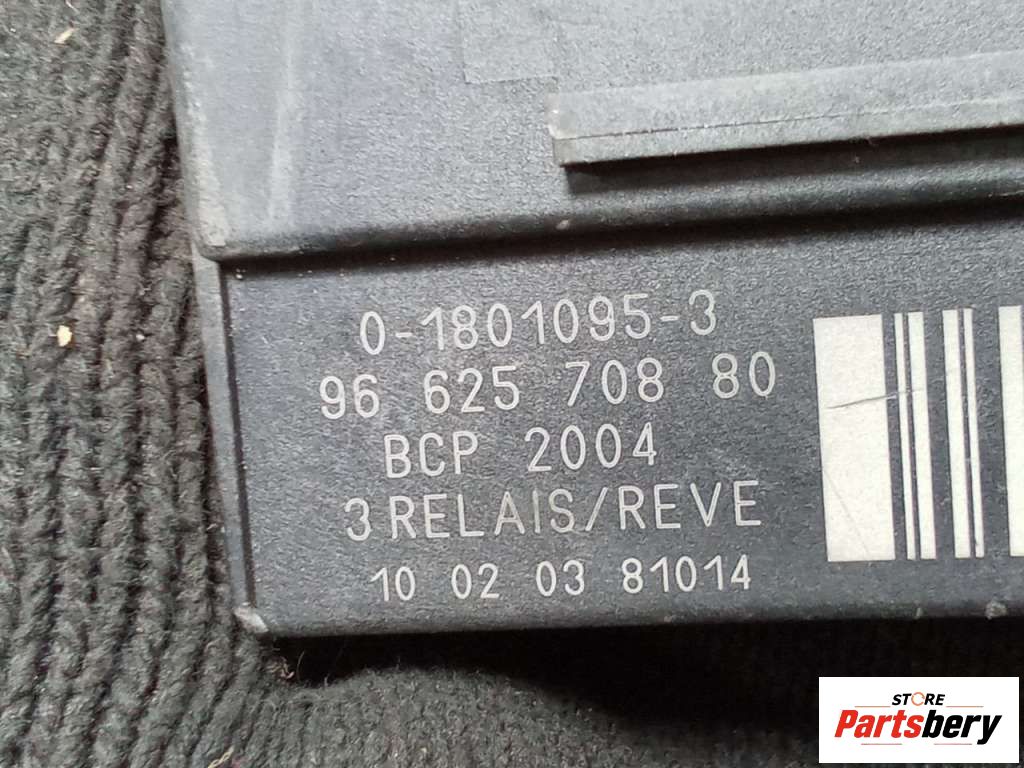 0-1801095-3
96 625 708 80
BCP 2004
3 RELAIS/REVE
10 02 03 81014
STORE
Partsbery